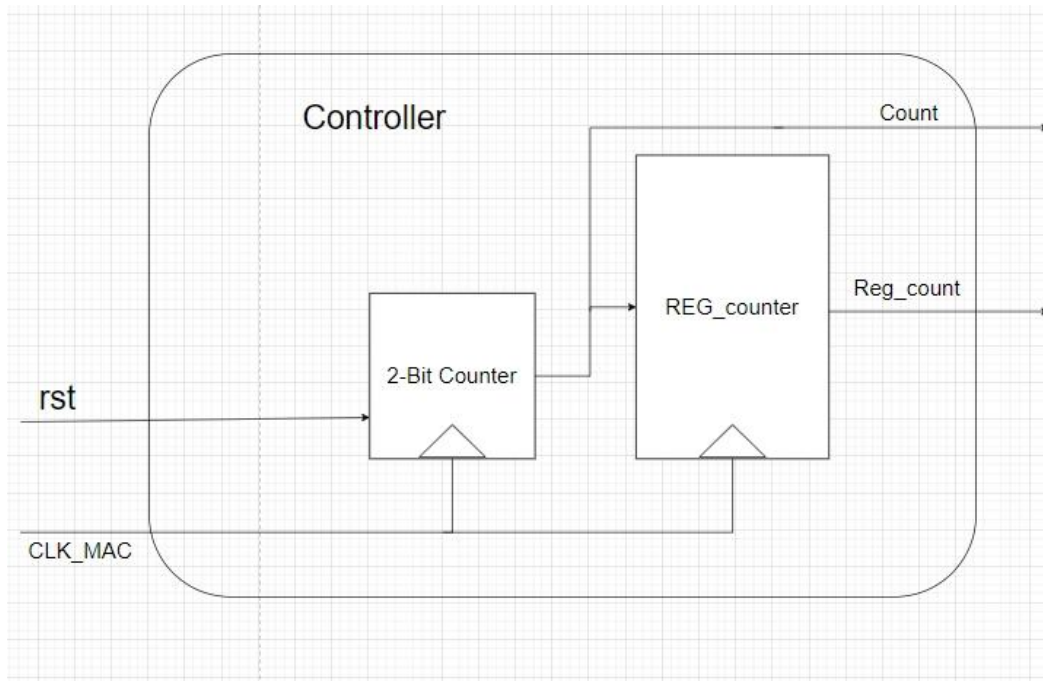 Controller
Count
Reg_count
REG_counter
2-Bit Counter
rst
CLK_MAC